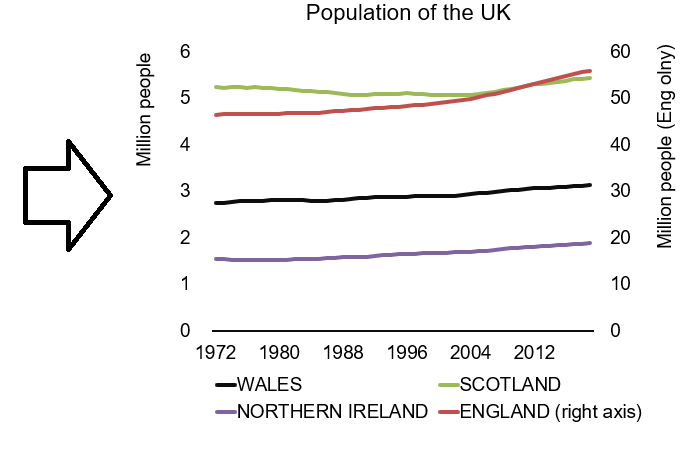 Population of the UK
Million people
6
5
4
3
2
1
0
60
50
40
30
20
10
0
Million people (Eng olny)
1972 1980 1988 1996 2004 2012
WALES SCOTLAND
NORTHERN IRELAND ENGLAND (right axis)